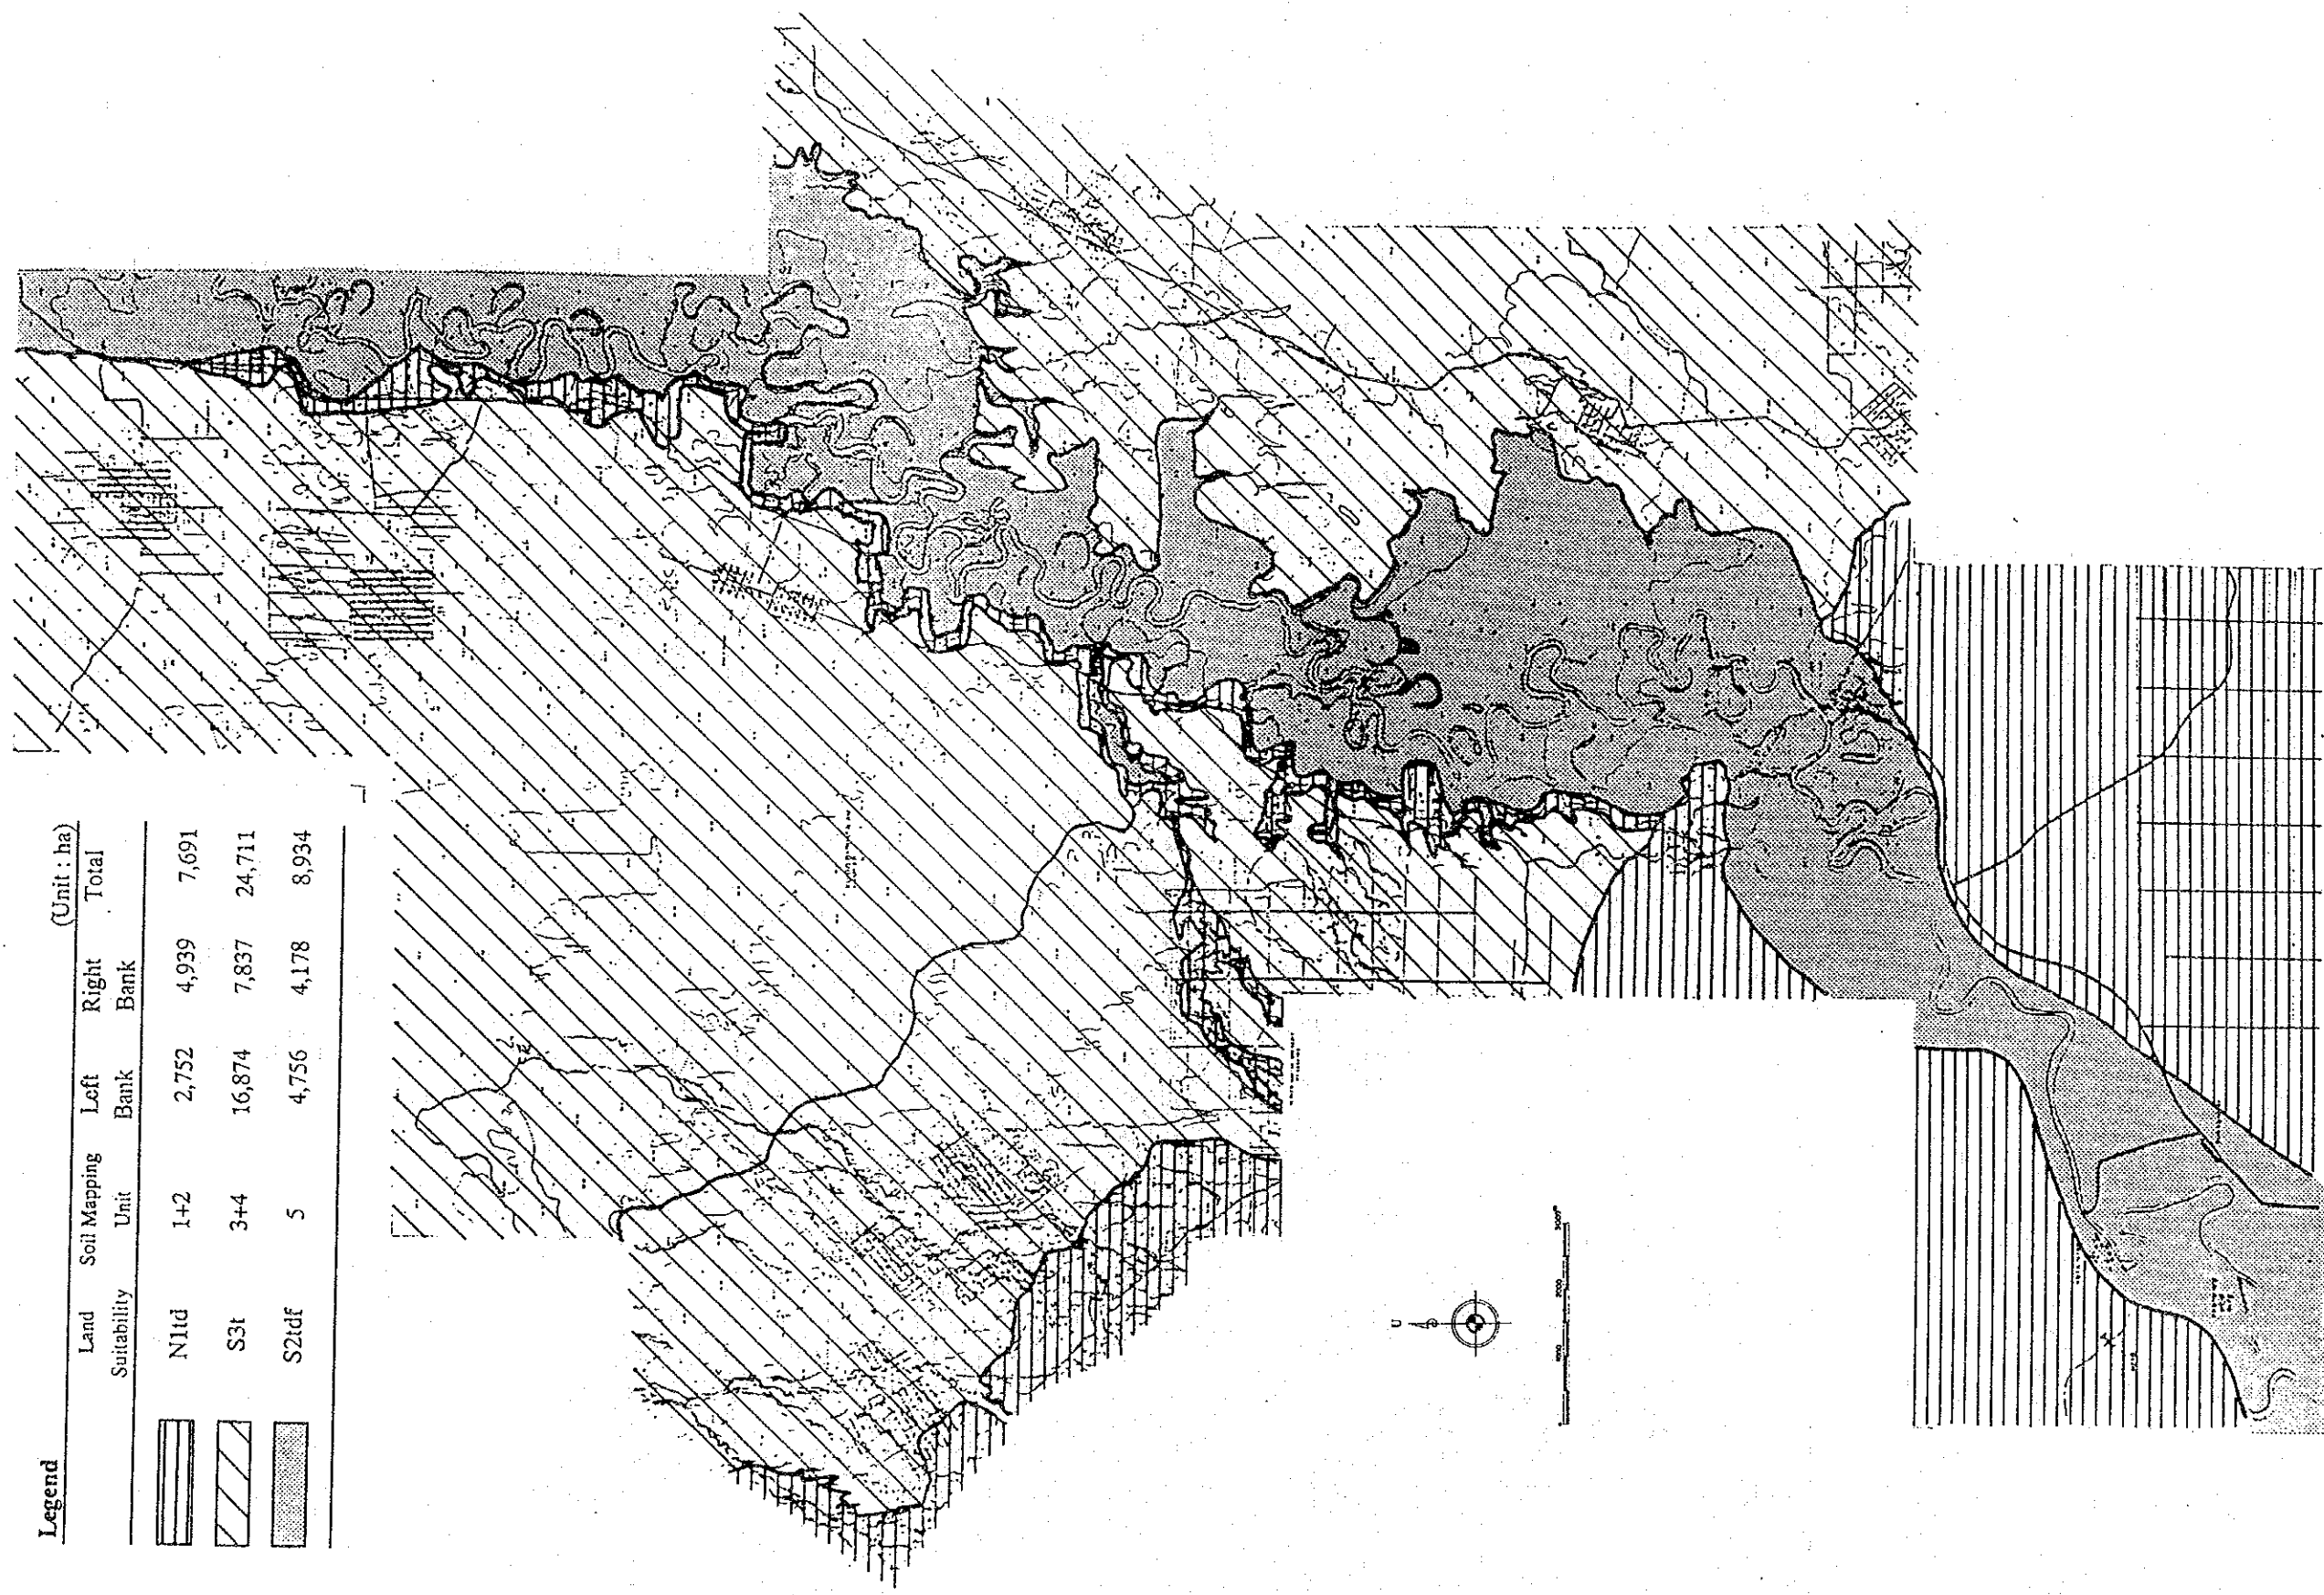 Legend
(Unit : ha)
Land Soil Mapping Left Right Total
Suitability Unit Bank Bank
N1td 1+2 2,752 4,939 7,691
S3t 3+4 16,874 7,837 24,711
S2tdf 5 4,756 4,178 8,934